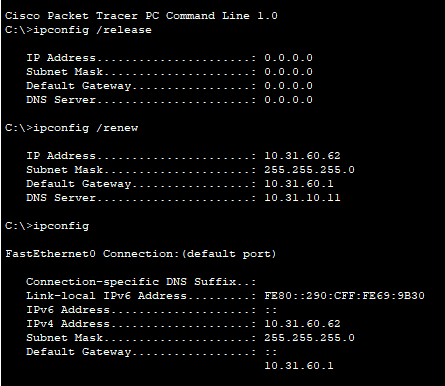 Cisco Packet Tracer PC Command Line 1.0
C:\>ipconfig /release
IP Address......................: 0.0.0.0
Subnet Mask.....................: 0.0.0.0
Default Gateway.................: 0.0.0.0
DNS Server......................: 0.0.0.0
C:\>ipconfig /renew
IP Address......................: 10.31.60.62
Subnet Mask.....................: 255.255.255.0
Default Gateway.................: 10.31.60.1
DNS Server......................: 10.31.10.11
C:\>ipconfig
FastEthernet0 Connection:(default port)
Connection-specific DNS Suffix..:
Link-local IPv6 Address.........: FE80::290:CFF:FE69:9B30
IPv6 Address....................: ::
IPv4 Address....................: 10.31.60.62
Subnet Mask.....................: 255.255.255.0
Default Gateway.................: ::
10.31.60.1